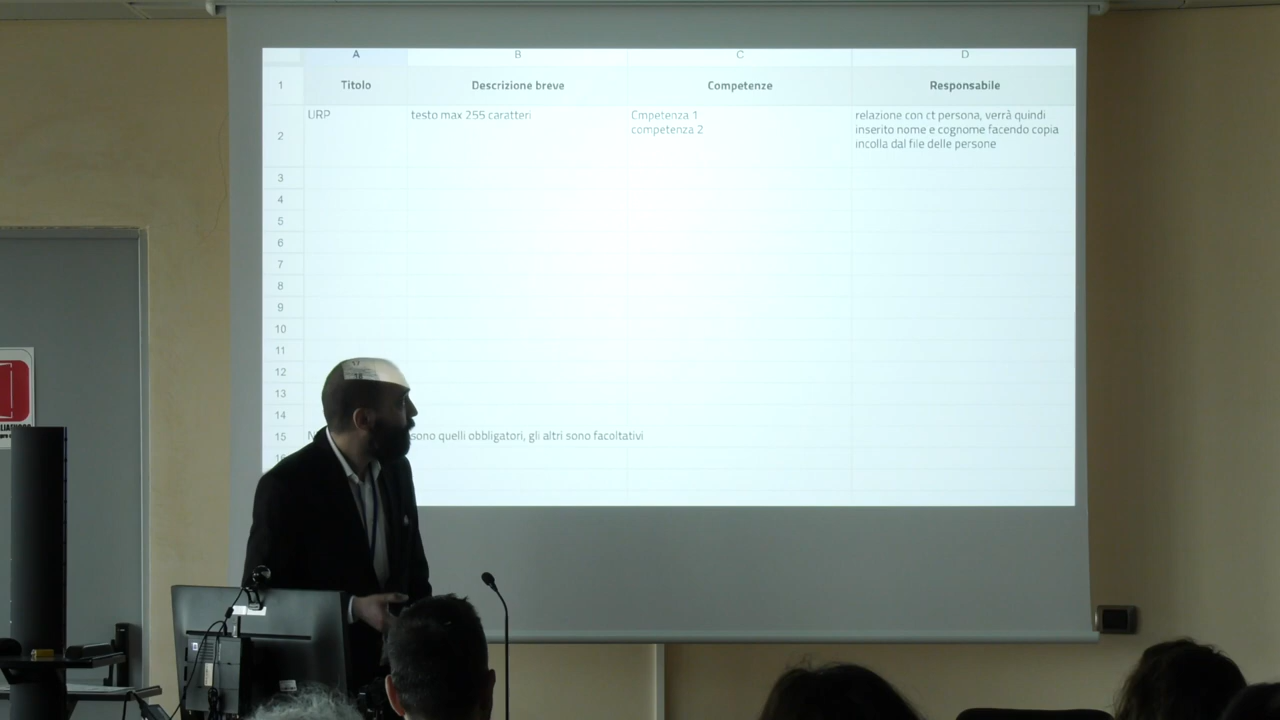 A B C D
1 Titolo Descrizione breve Competenze Responsabile
2 URP testo max 255 caratteri Cmpetenza 1
competenza 2 relazione con ct persona, verrà quindi
inserito nome e cognome facendo copia
incolla dal file delle persone
3
4
5
6
7
8
9
10
11
12
13
14
15 sono quelli obbligatori, gli altri sono facoltativi
17
18